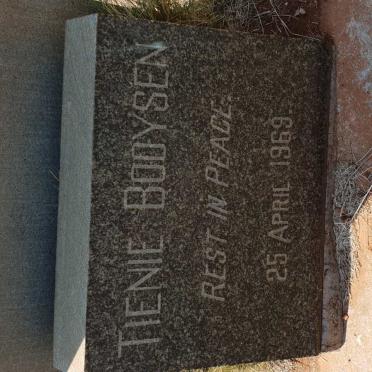 TIENIE BOOYSEN
REST IN PEACE.
25 APRIL 1969.